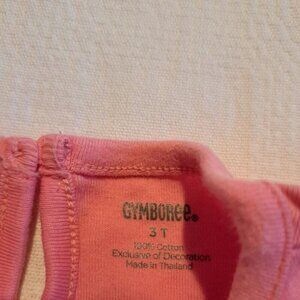 GYMBOREE®
3T
100% Cotton
Exclusive of Decoration
Made in Thailand